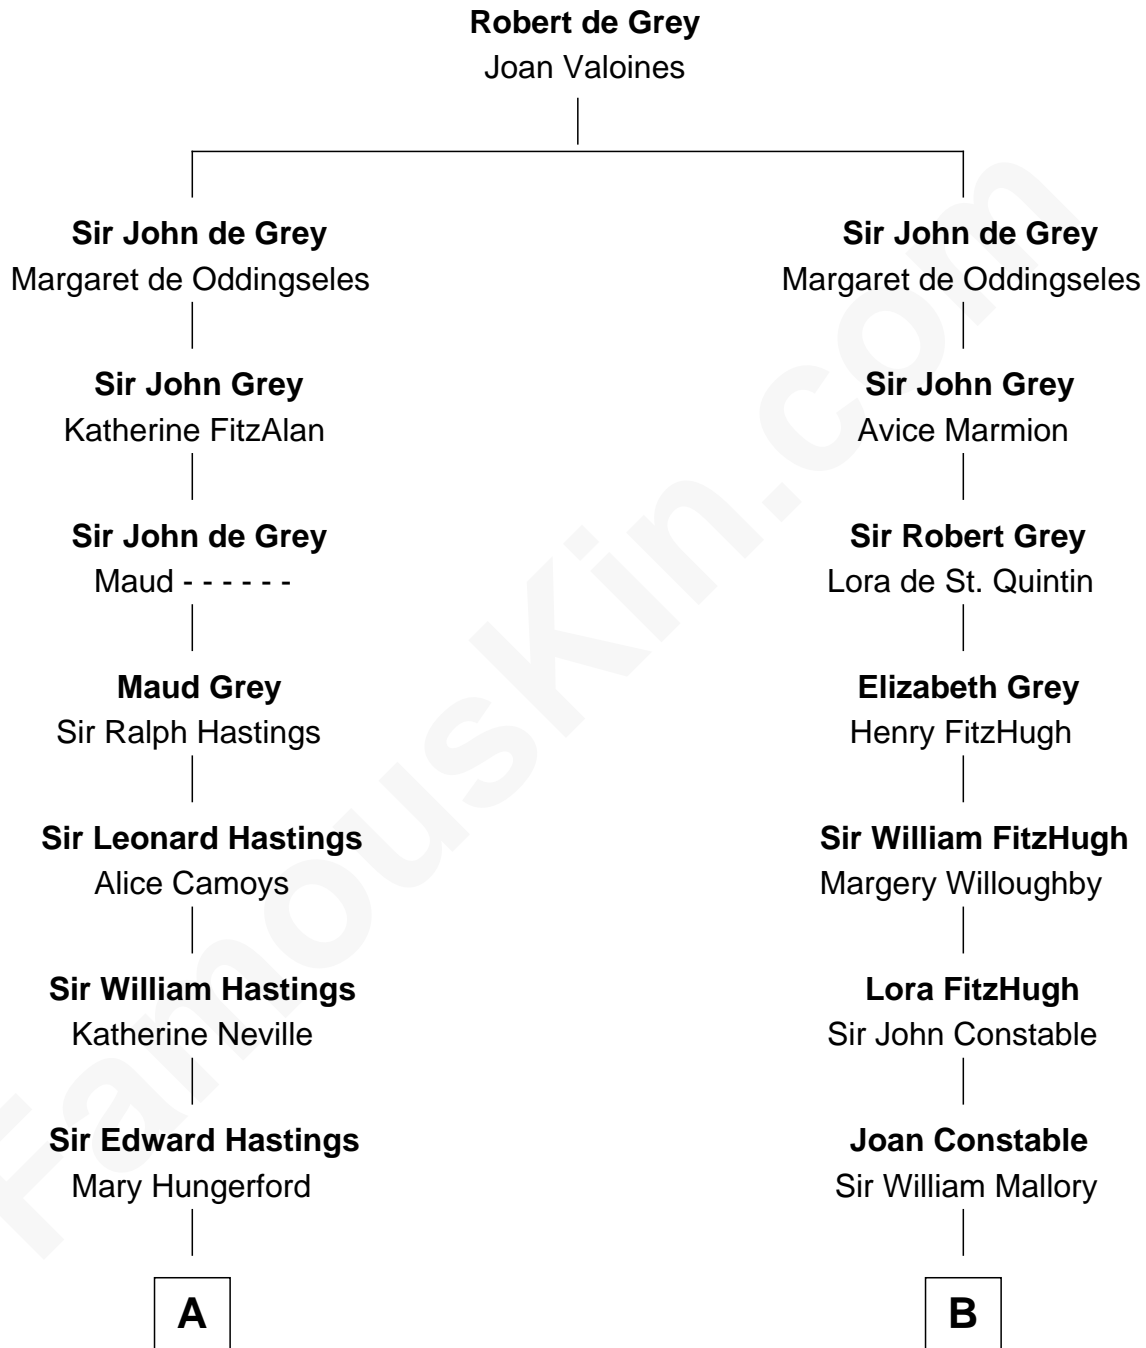 Robert de Grey
Joan Valoines
Sir John de Grey
Margaret de Oddingseles
Sir John de Grey
Margaret de Oddingseles
Sir John Grey
Katherine FitzAlan
Sir John Grey
Avice Marmion
Sir John de Grey
Maud - - - - - -
Sir Robert Grey
Lora de St. Quintin
Maud Grey
Sir Ralph Hastings
Elizabeth Grey
Henry FitzHugh
Sir Leonard Hastings
Alice Camoys
Sir William FitzHugh
Margery Willoughby
Sir William Hastings
Katherine Neville
Lora FitzHugh
Sir John Constable
Sir Edward Hastings
Mary Hungerford
Joan Constable
Sir William Mallory
A
B
FamousKin.com